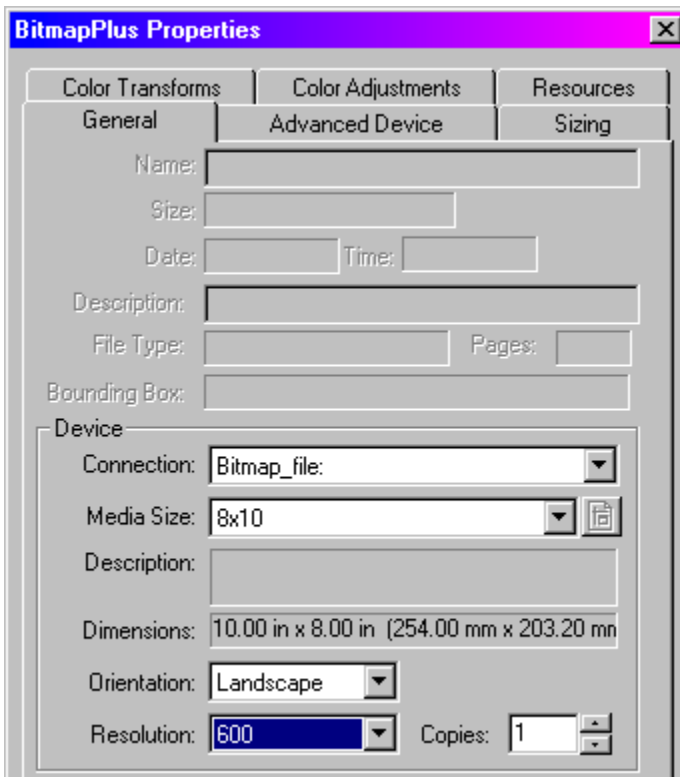 BitmapPlus Properties
Color Transforms Color Adjustments Resources
General Advanced Device Sizing
Name:
Size:
Date: Time:
Description:
File Type: Pages:
Bounding Box:
Device
Connection: Bitmap_file:
Media Size: 8x10
Description:
Dimensions: 10.00 in x 8.00 in (254.00 mm x 203.20 mn
Orientation: Landscape
Resolution: 600 Copies: 1